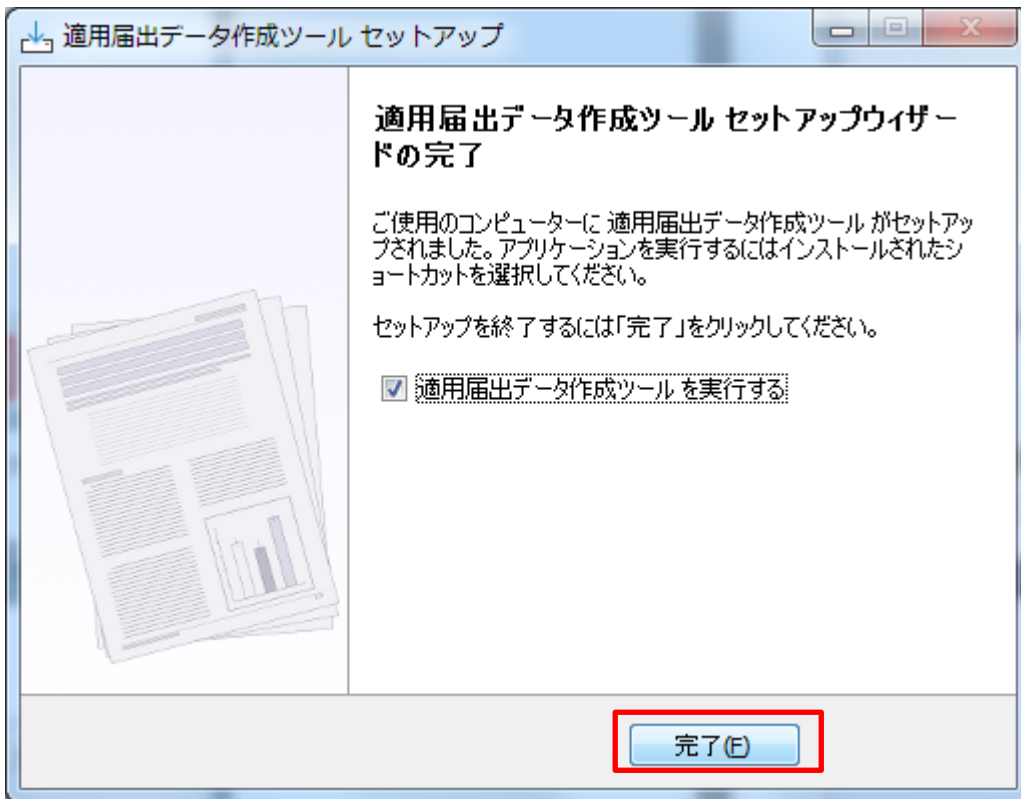 適用届出データ作成ツール セットアップ
適用届出データ作成ツール セットアップウィザー
ドの完了
ご使用のコンピューターに 適用届出データ作成ツール がセットアッ
プされました。アプリケーションを実行するにはインストールされたシ
ョートカットを選択してください。
セットアップを終了するには「完了」をクリックしてください。
適用届出データ作成ツール を実行する
完了(F)